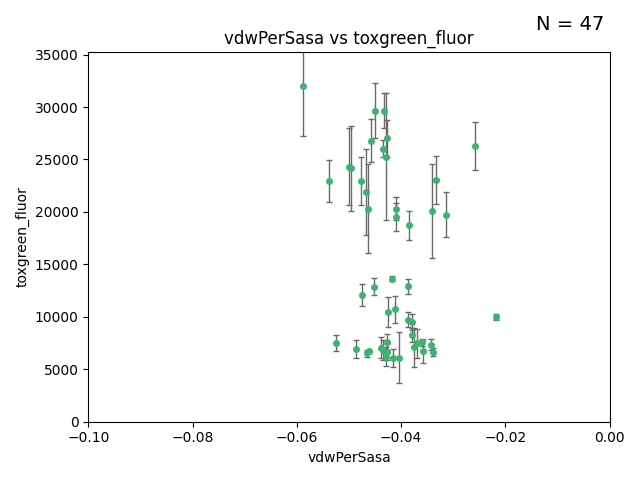 N = 47
vdwPerSasa vs toxgreen_fluor
35000
30000
25000
20000
15000
10000
5000
0
toxgreen_fluor
−0.10 −0.08 −0.06 −0.04 −0.02 0.00
vdwPerSasa